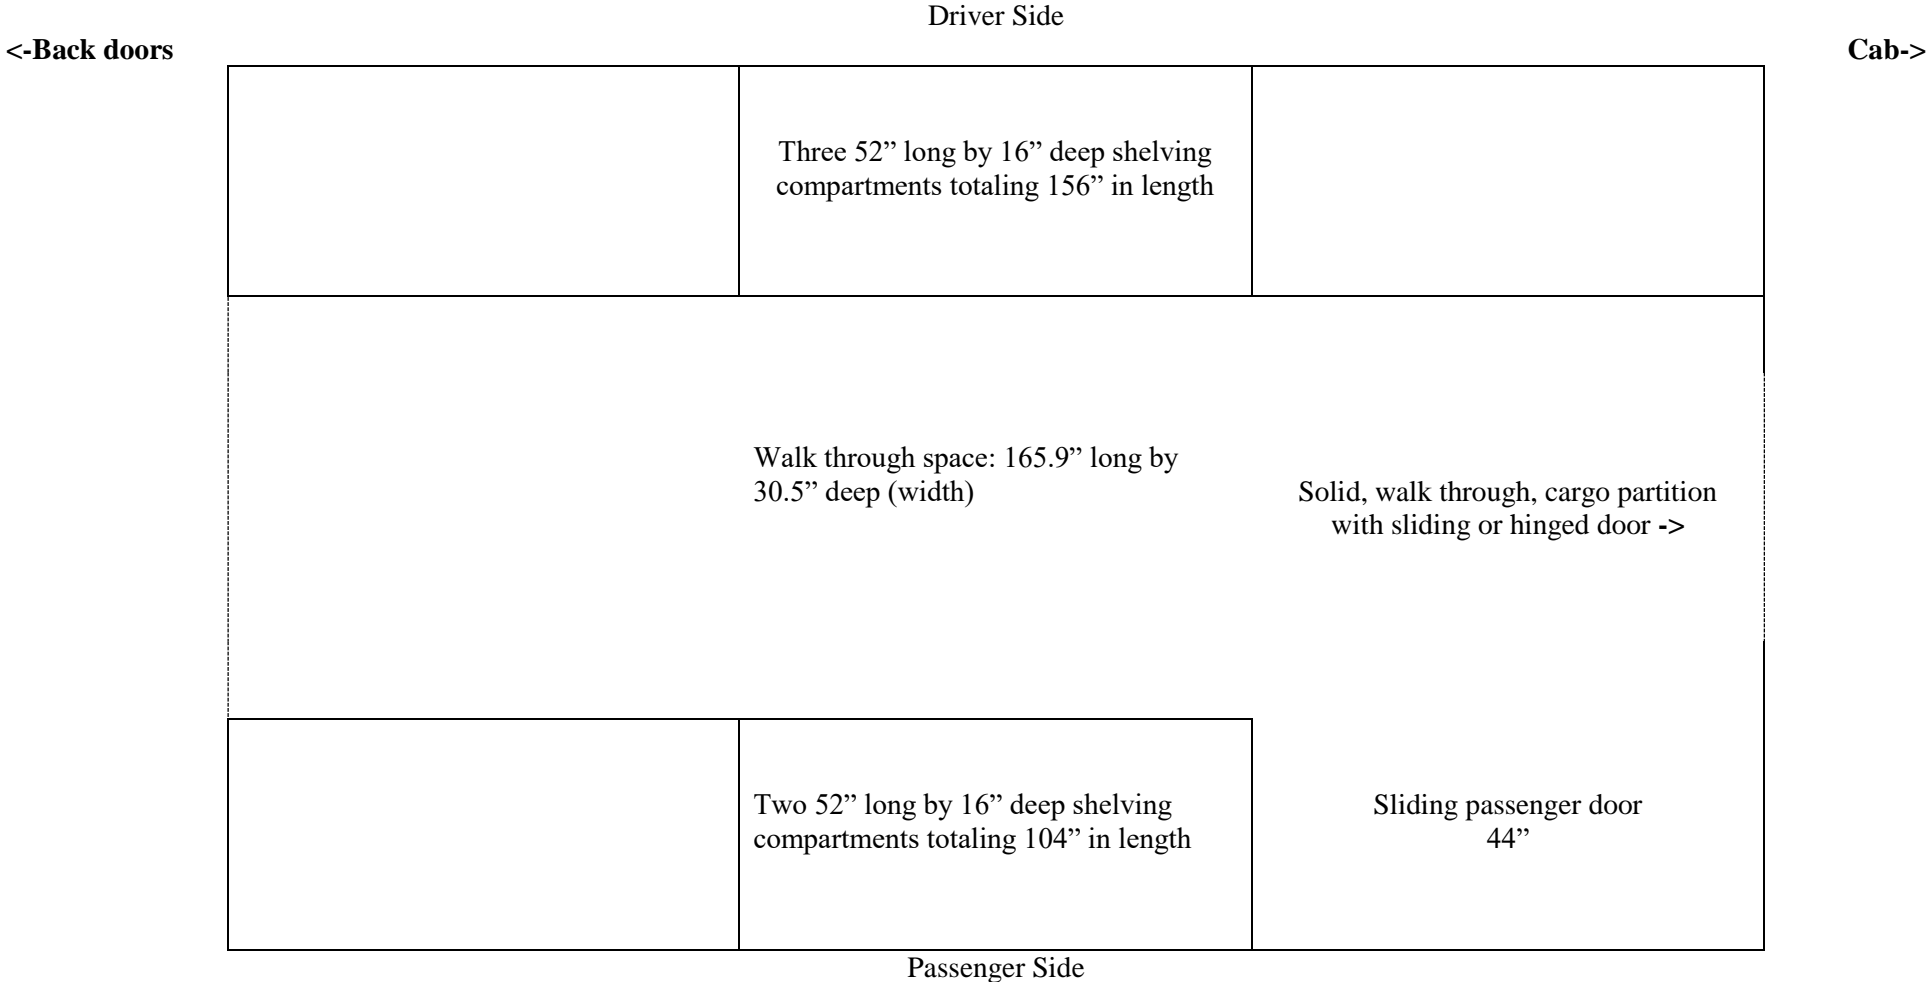 Driver Side
<-Back doors
Cab->
Three 52” long by 16” deep shelving
compartments totaling 156” in length
Walk through space: 165.9” long by
30.5” deep (width)
Solid, walk through, cargo partition
with sliding or hinged door ->
Two 52” long by 16” deep shelving
compartments totaling 104” in length
Sliding passenger door
44”
Passenger Side